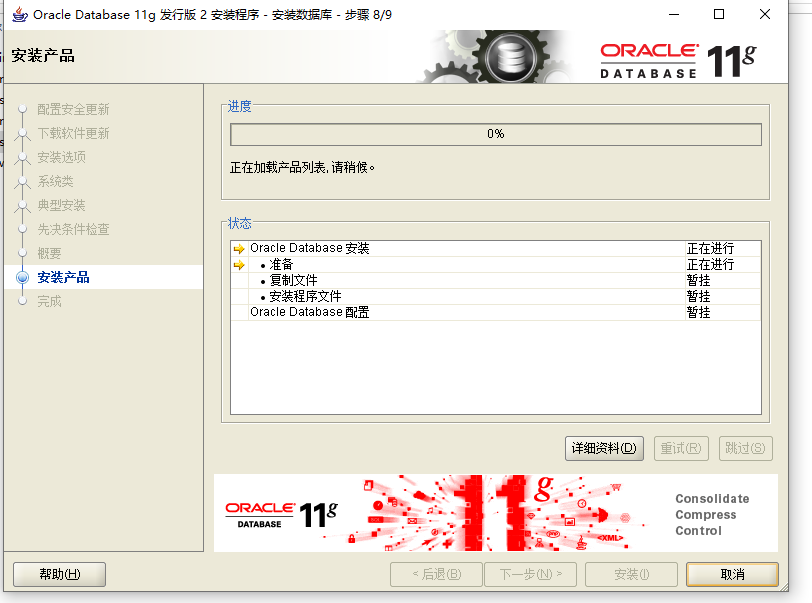 Oracle Database 11g 发行版 2 安装程序 - 安装数据库 - 步骤 8/9
安装产品
ORACLE
DATABASE 11g
配置安全更新
下载软件更新
安装选项
系统类
典型安装
先决条件检查
概要
安装产品
完成
进度
0%
正在加载产品列表, 请稍候。
状态
Oracle Database 安装 正在进行
• 准备 正在进行
• 复制文件 暂挂
• 安装程序文件 暂挂
Oracle Database 配置 暂挂
详细资料(D) 重试(R) 跳过(S)
ORACLE
DATABASE 11g
11g
<XML>
Consolidate
Compress
Control
帮助(H) < 后退(B) 下一步(N) > 安装(I) 取消